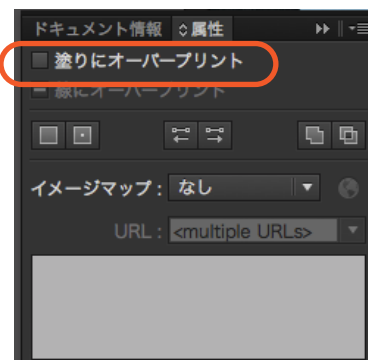 ドキュメント情報 属性
塗りにオーバープリント
線にオーバープリント
イメージマップ： なし
URL： <multiple URLs>